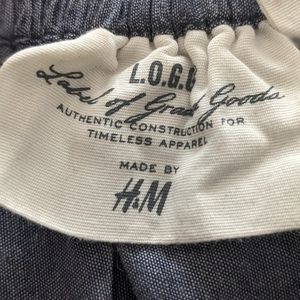 L.O.G.G
Label of Graded Goods
AUTHENTIC CONSTRUCTION FOR
TIMELESS APPAREL
MADE BY
H&M